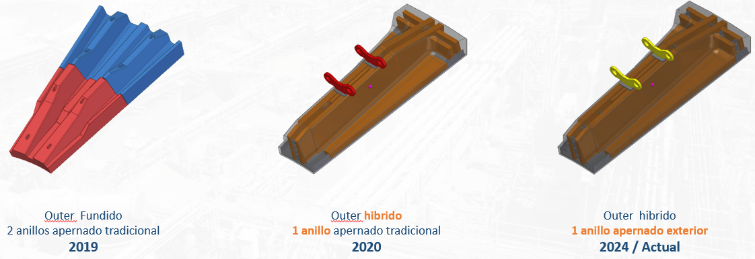 Outer Fundido
2 anillos apernado tradicional
2019
Outer hibrido
1 anillo apernado tradicional
2020
Outer hibrido
1 anillo apernado exterior
2024 / Actual